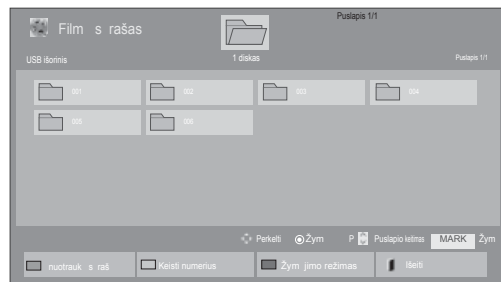 Film s rašas
Puslapis 1/1
USB išorinis
1 diskas
Puslapis 1/1
001 002 003 004
005 006
Perkelti Žym P Puslapio keitimas MARK Žym
nuotrauk s raš Keisti numerius Žym jimo režimas Išeiti